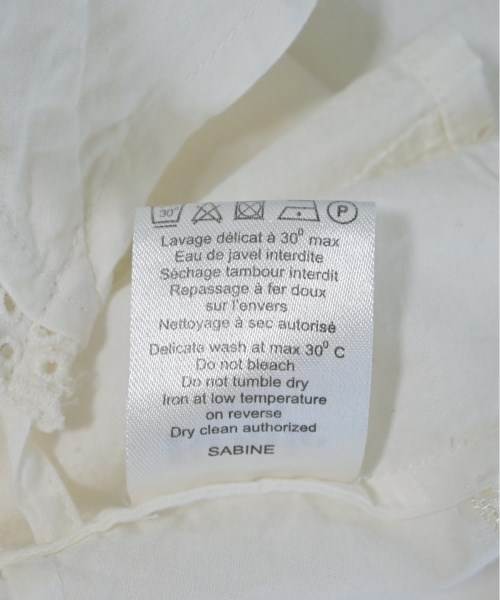 30° P
Lavage délicat à 30⁰ max
Eau de javel interdite
Séchage tambour interdit
Repassage à fer doux
sur l'envers
Nettoyage à sec autorisé
Delicate wash at max 30⁰ C
Do not bleach
Do not tumble dry
Iron at low temperature
on reverse
Dry clean authorized
SABINE